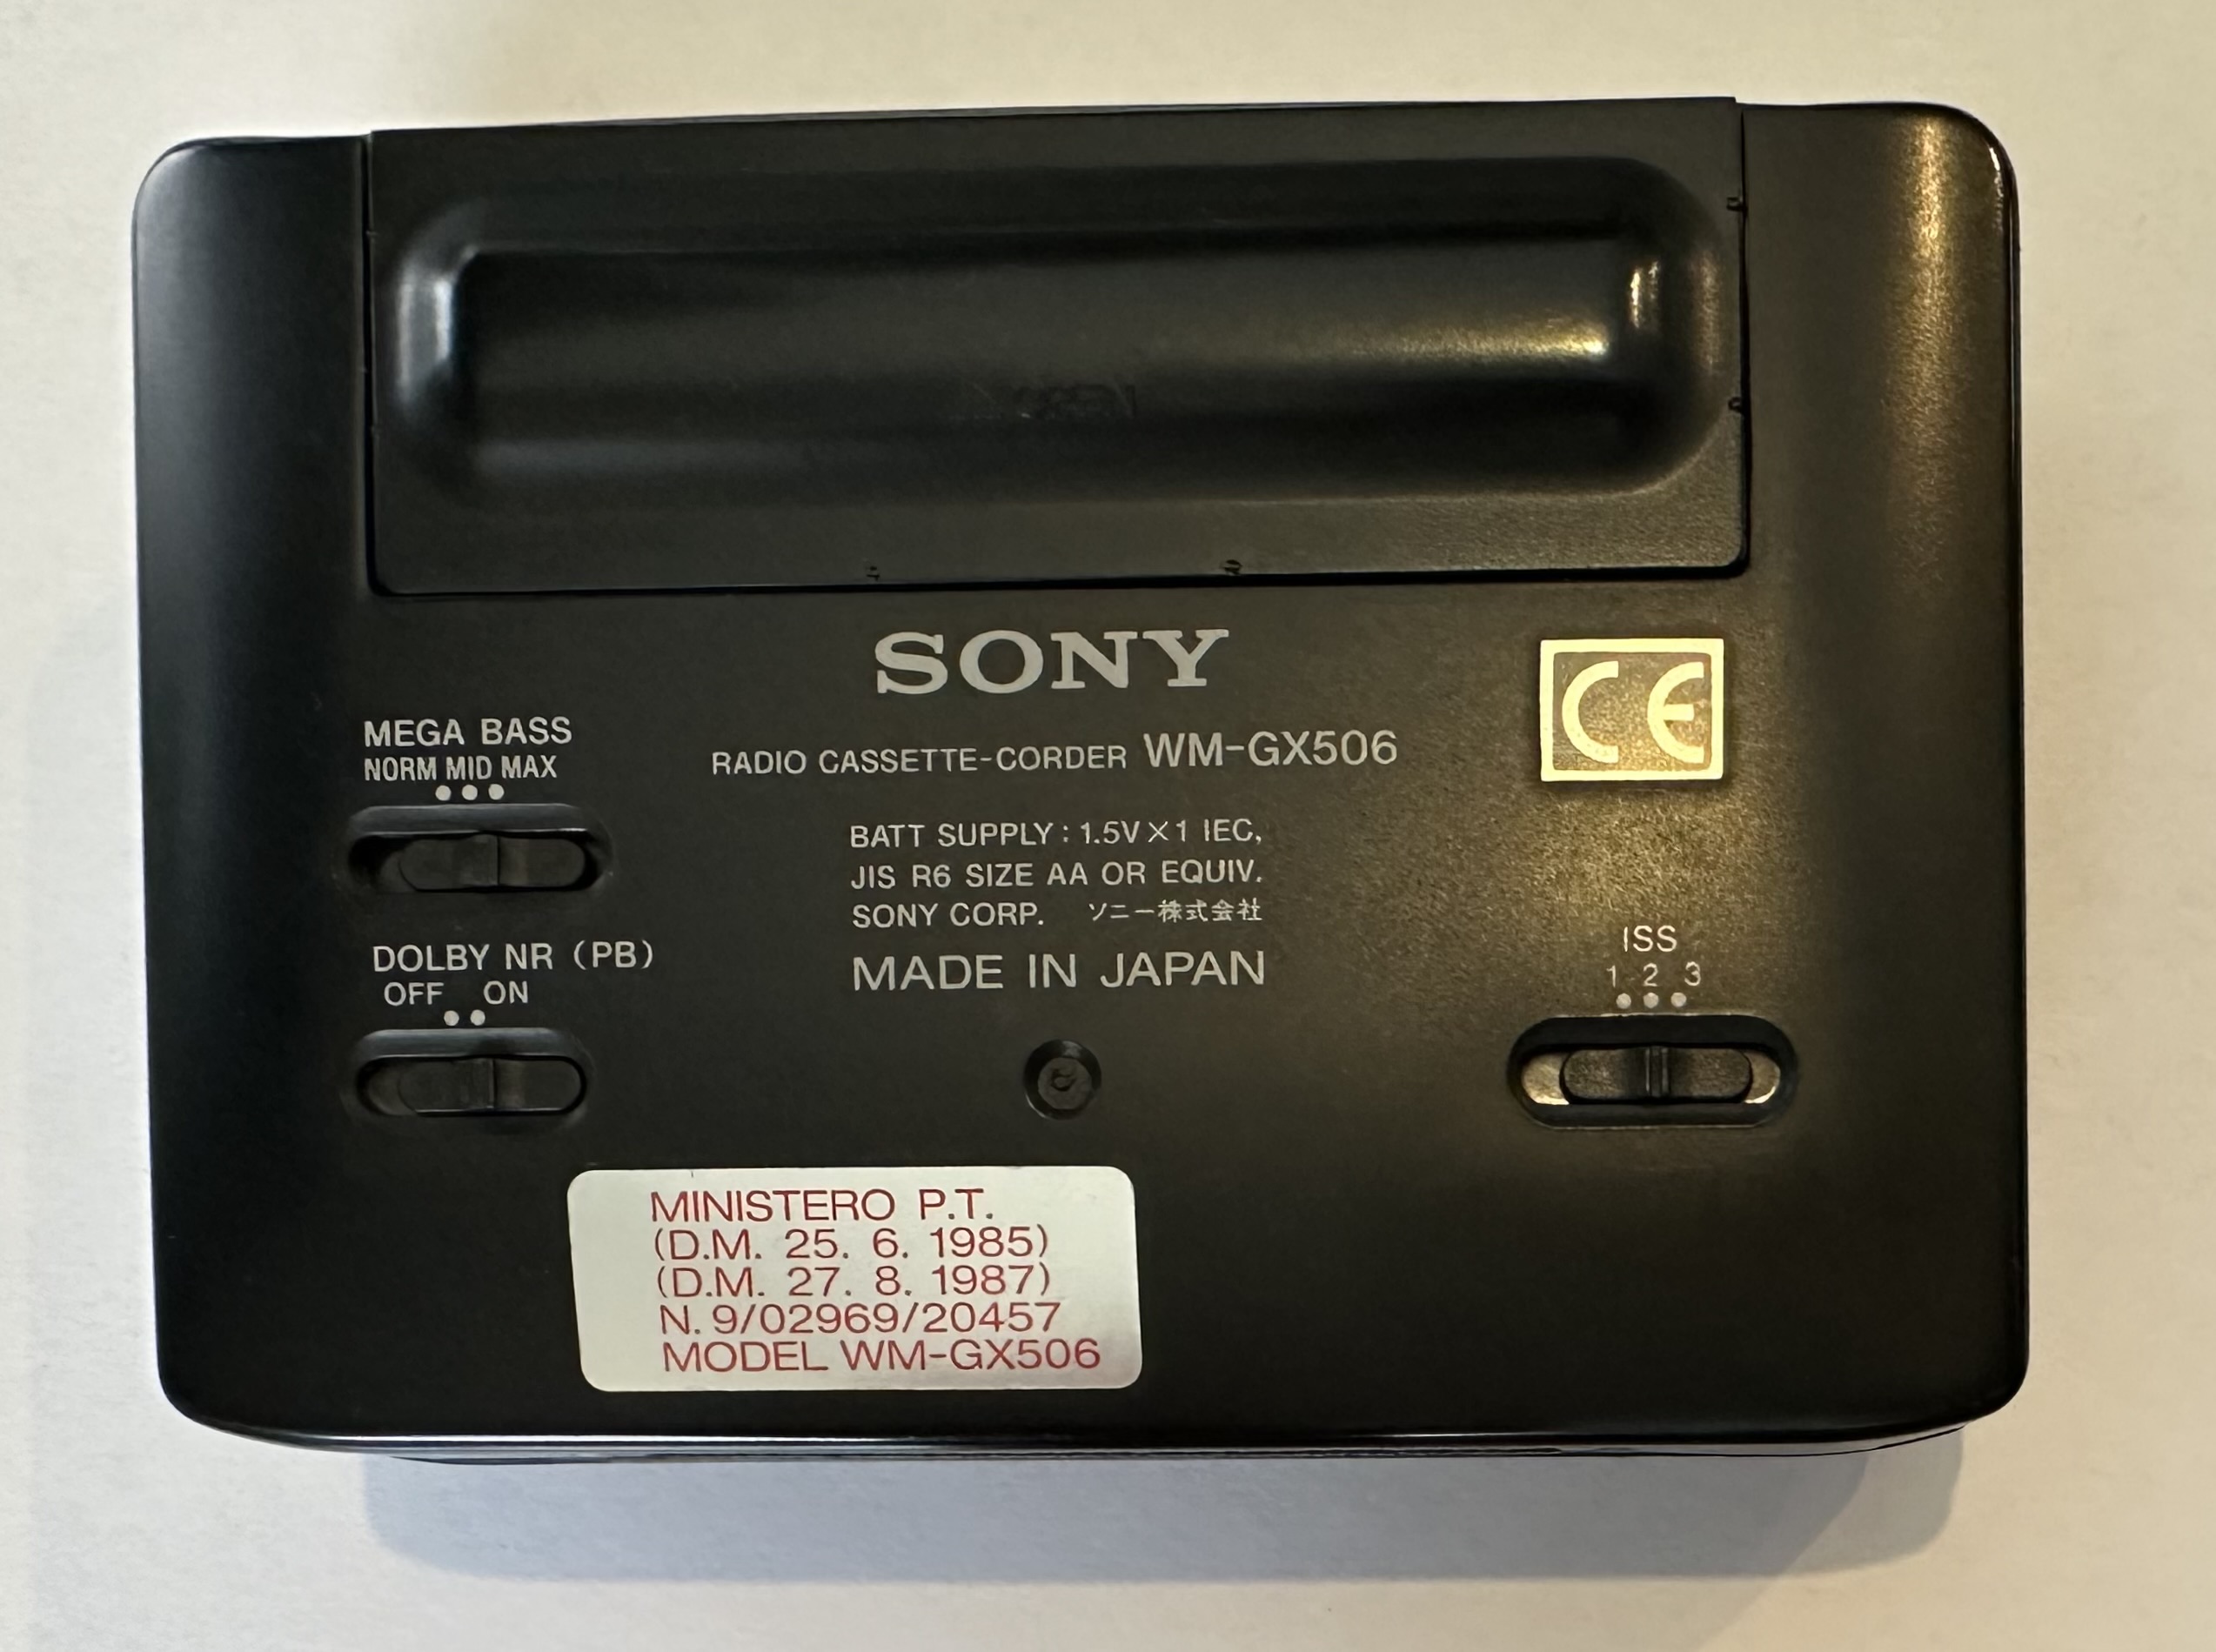 SONY
CE
RADIO CASSETTE-CORDER WM-GX506
MEGA BASS
NORM MID MAX
BATT SUPPLY : 1.5V×1 IEC,
JIS R6 SIZE AA OR EQUIV.
SONY CORP. ソニー株式会社
MADE IN JAPAN
DOLBY NR (PB)
OFF ON
ISS
1 2 3
MINISTERO P.T.
(D.M. 25. 6. 1985)
(D.M. 27. 8. 1987)
N. 9/02969/20457
MODEL WM-GX506